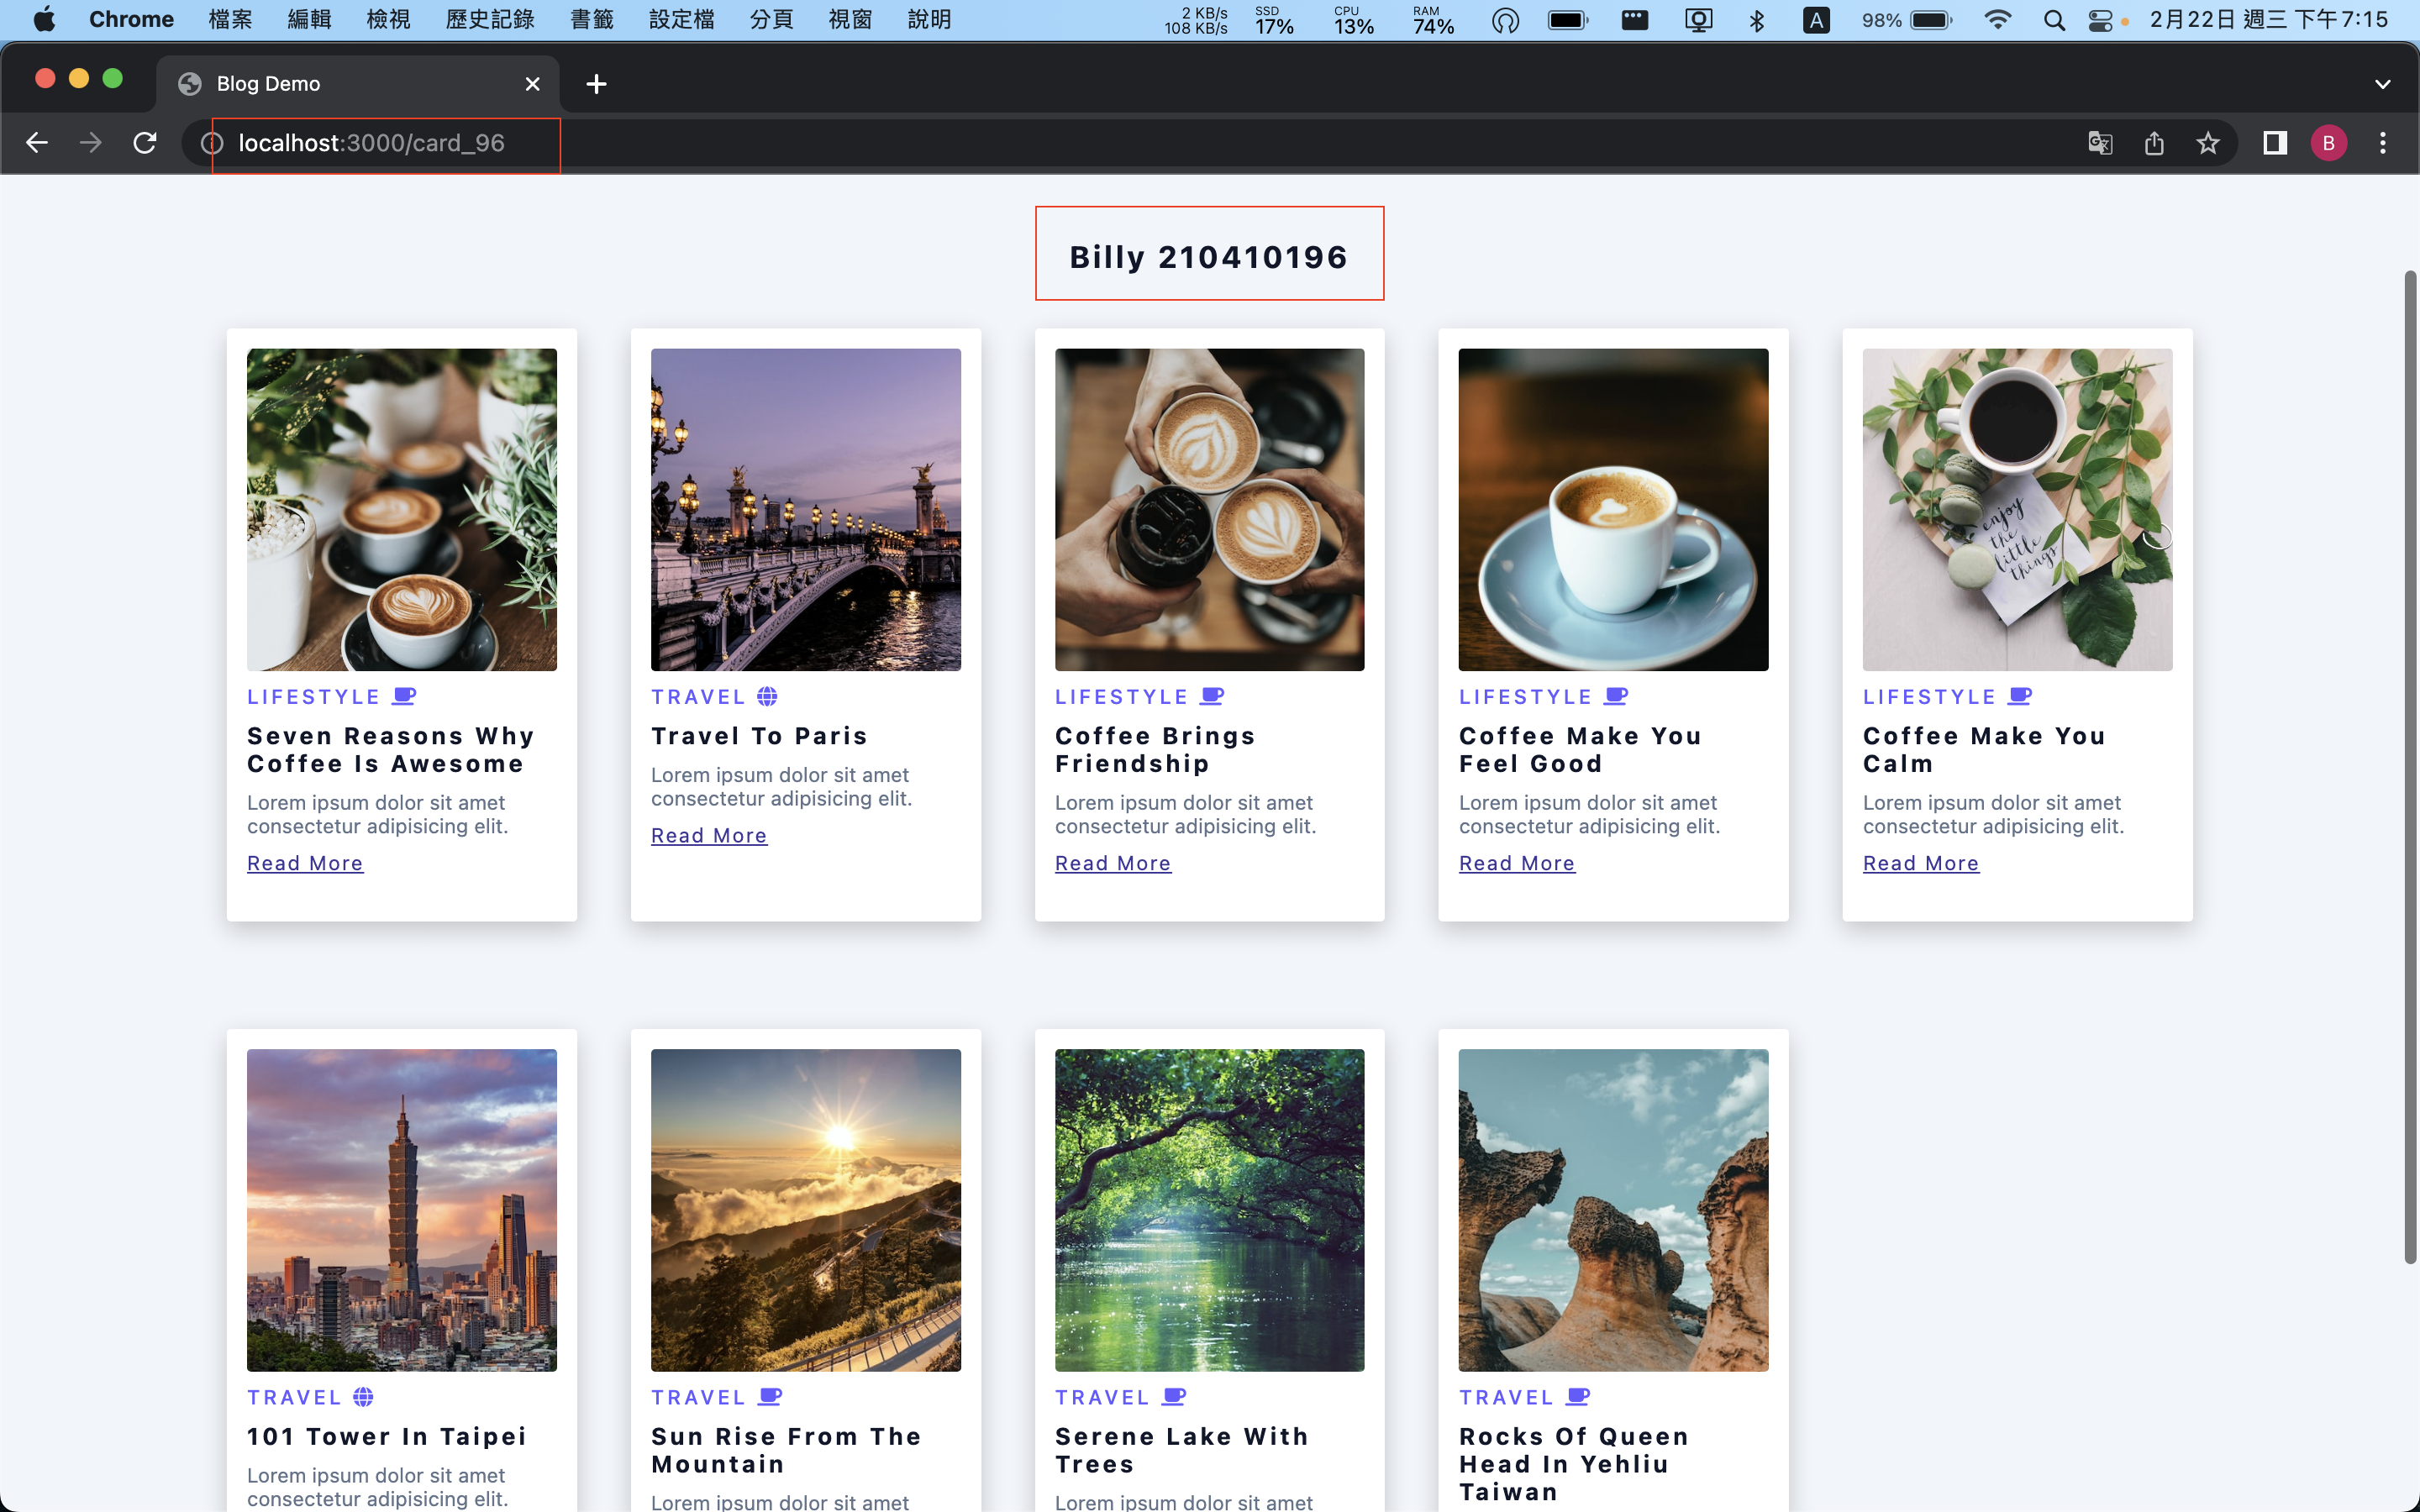 Chrome 檔案 編輯 檢視 歷史記錄 書籤 設定檔 分頁 視窗 說明 2 KB/s 108 KB/s SSD 17% CPU 13% RAM 74% A 98% 2月22日 週三 下午7:15
Blog Demo
localhost:3000/card_96 B
Billy 210410196
enjoy
the
little
things
LIFESTYLE
Seven Reasons Why
Coffee Is Awesome
Lorem ipsum dolor sit amet
consectetur adipisicing elit.
Read More
TRAVEL
Travel To Paris
Lorem ipsum dolor sit amet
consectetur adipisicing elit.
Read More
LIFESTYLE
Coffee Brings
Friendship
Lorem ipsum dolor sit amet
consectetur adipisicing elit.
Read More
LIFESTYLE
Coffee Make You
Feel Good
Lorem ipsum dolor sit amet
consectetur adipisicing elit.
Read More
LIFESTYLE
Coffee Make You
Calm
Lorem ipsum dolor sit amet
consectetur adipisicing elit.
Read More
TRAVEL
101 Tower In Taipei
Lorem ipsum dolor sit amet
consectetur adipisicing elit.
TRAVEL
Sun Rise From The
Mountain
Lorem ipsum dolor sit amet
TRAVEL
Serene Lake With
Trees
Lorem ipsum dolor sit amet
TRAVEL
Rocks Of Queen
Head In Yehliu
Taiwan